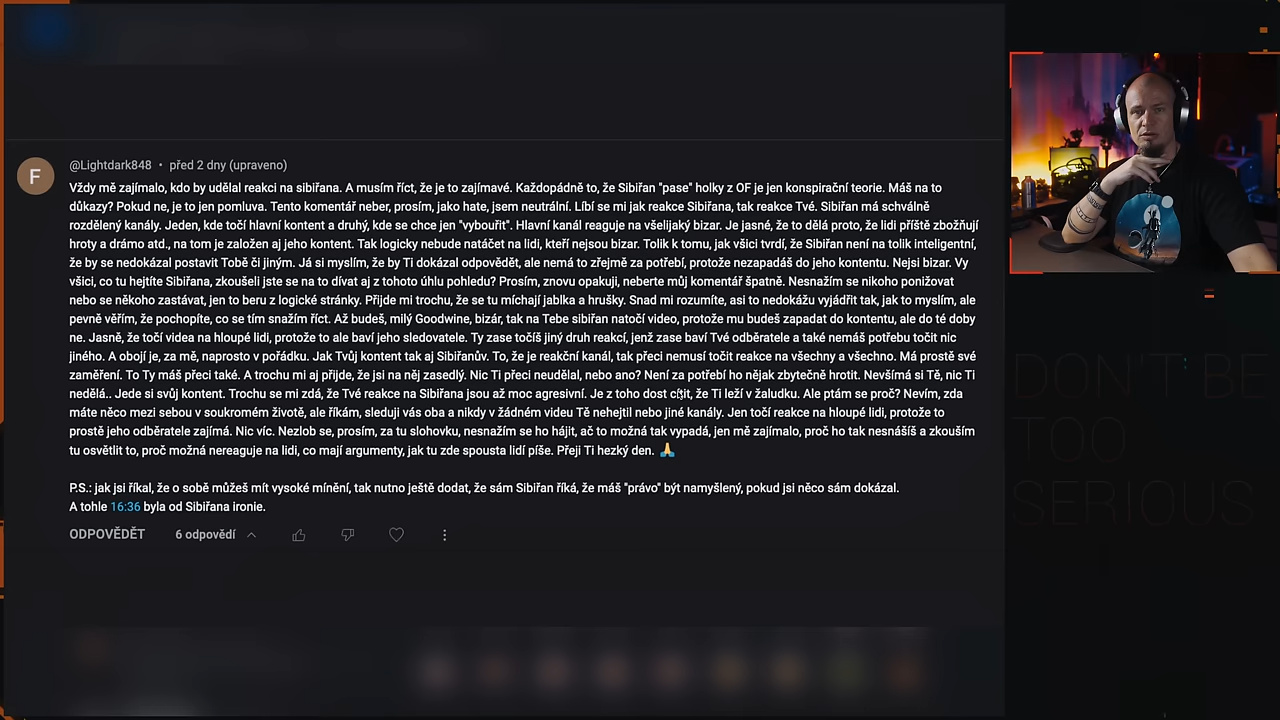 @Lightdark848 • před 2 dny (upraveno)
F
Vždy mě zajímalo, kdo by udělal reakci na sibiřana. A musím říct, že je to zajímavé. Každopádně to, že Sibiřan "pase" holky z OF je jen konspirační teorie. Máš na to
důkazy? Pokud ne, je to jen pomluva. Tento komentář neber, prosím, jako hate, jsem neutrální. Líbí se mi jak reakce Sibiřana, tak reakce Tvé. Sibiřan má schválně
rozdělený kanály. Jeden, kde točí hlavní kontent a druhý, kde se chce jen "vybouřit". Hlavní kanál reaguje na všelijaký bizar. Je jasné, že to dělá proto, že lidi příště zbožňují
hroty a drámo atd., na tom je založen aj jeho kontent. Tak logicky nebude natáčet na lidi, kteří nejsou bizar. Tolik k tomu, jak všici tvrdí, že Sibiřan není na tolik inteligentní,
že by se nedokázal postavit Tobě či jiným. Já si myslím, že by Ti dokázal odpovědět, ale nemá to zřejmě za potřebí, protože nezapadáš do jeho kontentu. Nejsi bizar. Vy
všici, co tu hejtíte Sibiřana, zkoušeli jste se na to dívat aj z tohoto úhlu pohledu? Prosím, znovu opakuji, neberte můj komentář špatně. Nesnažím se nikoho ponižovat
nebo se někoho zastávat, jen to beru z logické stránky. Přijde mi trochu, že se tu míchají jablka a hrušky. Snad mi rozumíte, asi to nedokážu vyjádřit tak, jak to myslím, ale
pevně věřím, že pochopíte, co se tím snažím říct. Až budeš, milý Goodwine, bizár, tak na Tebe sibiřan natočí video, protože mu budeš zapadat do kontentu, ale do té doby
ne. Jasně, že točí videa na hloupé lidi, protože to ale baví jeho sledovatele. Ty zase točíš jiný druh reakcí, jenž zase baví Tvé odběratele a také nemáš potřebu točit nic
jiného. A obojí je, za mě, naprosto v pořádku. Jak Tvůj kontent tak aj Sibiřanův. To, že je reakční kanál, tak přeci nemusí točit reakce na všechny a všechno. Má prostě své
zaměření. To Ty máš přeci také. A trochu mi aj přijde, že jsi na něj zasedlý. Nic Ti přeci neudělal, nebo ano? Není za potřebí ho nějak zbytečně hrotit. Nevšímá si Tě, nic Ti
nedělá.. Jede si svůj kontent. Trochu se mi zdá, že Tvé reakce na Sibiřana jsou až moc agresivní. Je z toho dost cítit, že Ti leží v žaludku. Ale ptám se proč? Nevím, zda
máte něco mezi sebou v soukromém životě, ale říkám, sleduji vás oba a nikdy v žádném videu Tě nehejtil nebo jiné kanály. Jen točí reakce na hloupé lidi, protože to
prostě jeho odběratele zajímá. Nic víc. Nezlob se, prosím, za tu slohovku, nesnažím se ho hájit, ač to možná tak vypadá, jen mě zajímalo, proč ho tak nesnášíš a zkouším
tu osvětlit to, proč možná nereaguje na lidi, co mají argumenty, jak tu zde spousta lidí píše. Přeji Ti hezký den. 🙏
P.S.: jak jsi říkal, že o sobě můžeš mít vysoké mínění, tak nutno ještě dodat, že sám Sibiřan říká, že máš "právo" být namyšlený, pokud jsi něco sám dokázal.
A tohle 16:36 byla od Sibiřana ironie.
ODPOVĚDĚT 6 odpovědí
DON'T BE
TOO
SERIOUS